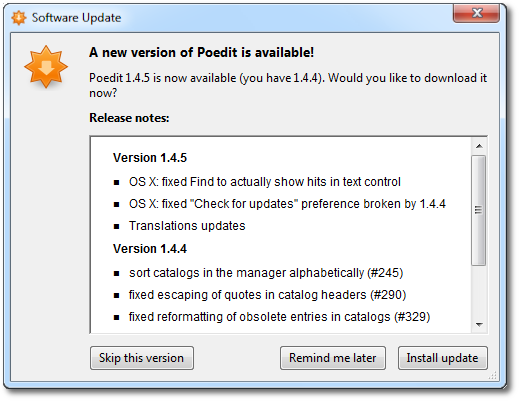 Software Update
A new version of Poedit is available!
Poedit 1.4.5 is now available (you have 1.4.4). Would you like to download it
now?
Release notes:
Version 1.4.5
OS X: fixed Find to actually show hits in text control
OS X: fixed "Check for updates" preference broken by 1.4.4
Translations updates
Version 1.4.4
sort catalogs in the manager alphabetically (#245)
fixed escaping of quotes in catalog headers (#290)
fixed reformatting of obsolete entries in catalogs (#329)
Skip this version
Remind me later
Install update